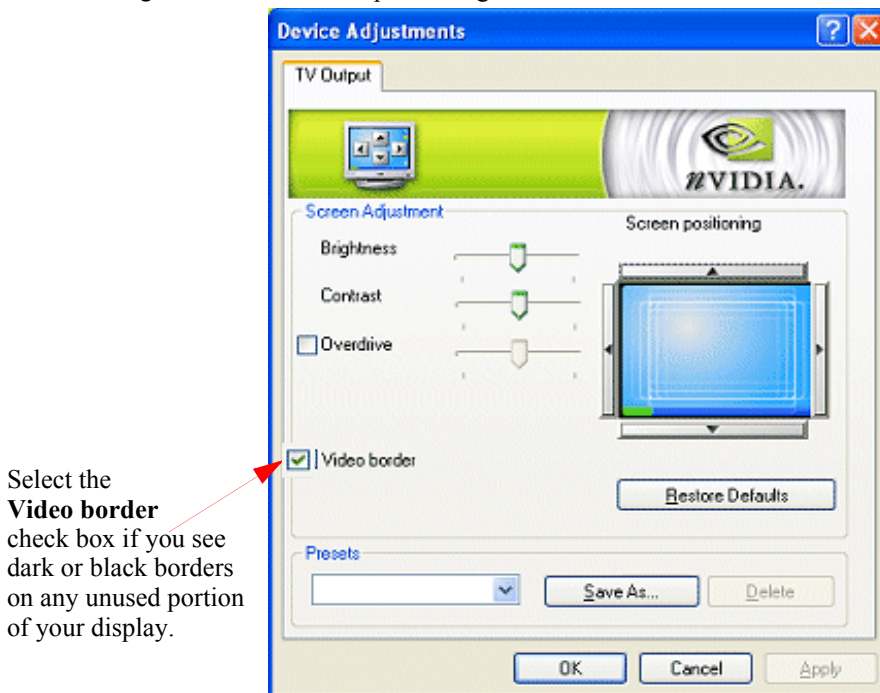 Device Adjustments
TV Output
nVIDIA.
Screen Adjustment
Screen positioning
Brightness
Contrast
Overdrive
Video border
Restore Defaults
Select the
Video border
check box if you see
dark or black borders
on any unused portion
of your display.
Presets
Save As...
Delete
OK
Cancel
Apply